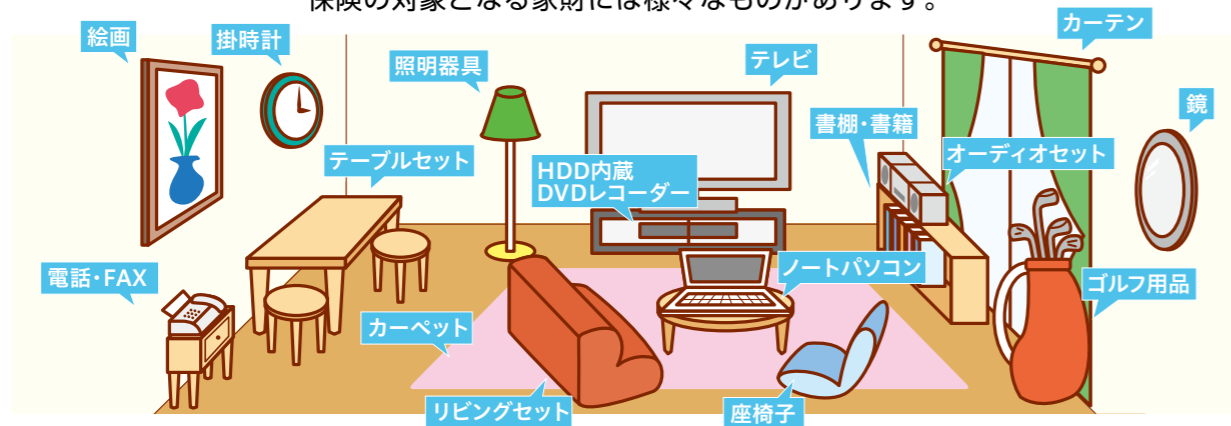 保険の対象となる家財には様々なものがあります。
カーテン
絵画
掛時計
照明器具
テレビ
鏡
書棚・書籍
テーブルセット
HDD内蔵
DVDレコーダー
オーディオセット
電話・FAX
ノートパソコン
ゴルフ用品
カーペット
リビングセット
座椅子